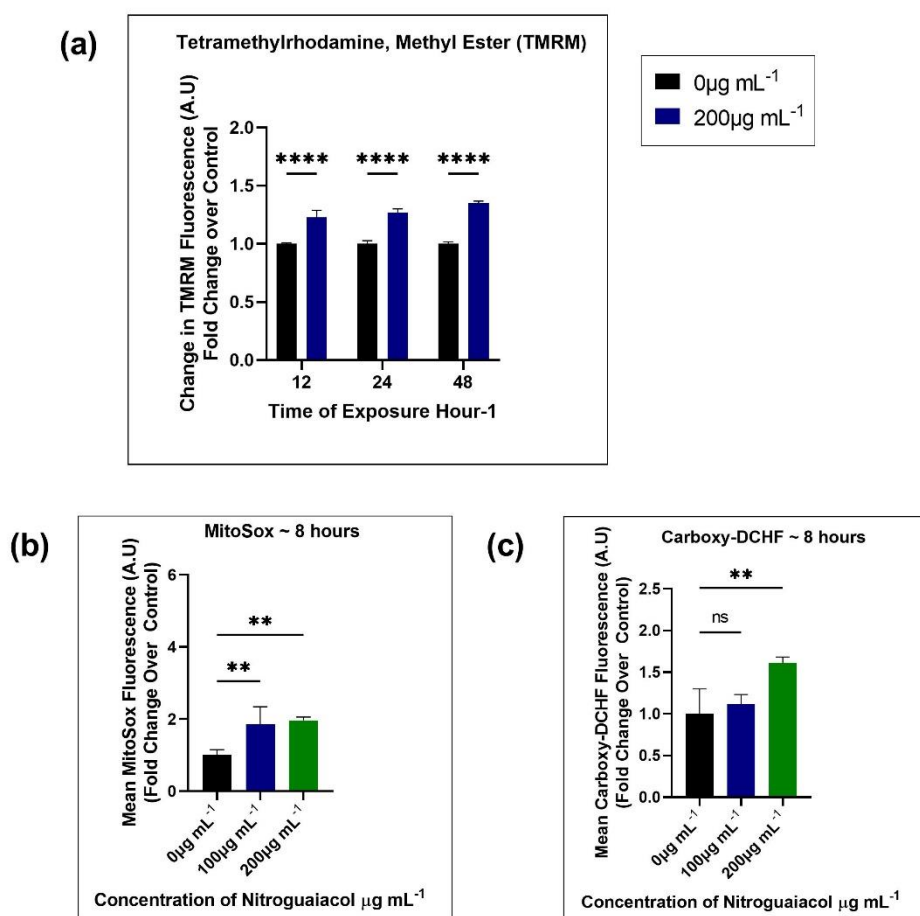 (a)
Tetramethylrhodamine, Methyl Ester (TMRM)
0µg mL-1
200µg mL-1
Change in TMRM Fluorescence (A.U)
Fold Change over Control
2.0
1.5
1.0
0.5
0.0
**** **** ****
12 24 48
Time of Exposure Hour-1
(b)
MitoSox ~ 8 hours
Mean MitoSox Fluorescence (A.U)
(Fold Change Over Control)
6
4
2
0
**
**
0µg mL-1
100µg mL-1
200µg mL-1
Concentration of Nitroguaiacol µg mL-1
(c)
Carboxy-DCHF ~ 8 hours
Mean Carboxy-DCHF Fluorescence (A.U)
(Fold Change Over Control)
2.5
2.0
1.5
1.0
0.5
0.0
**
ns
0µg mL-1
100µg mL-1
200µg mL-1
Concentration of Nitroguaiacol µg mL-1